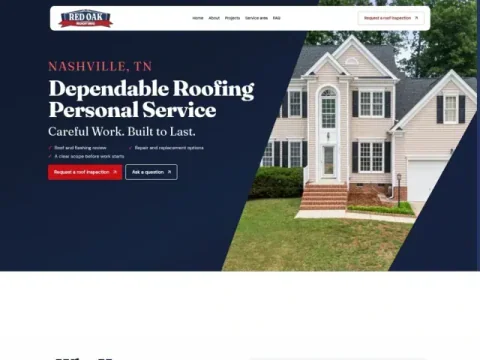 RED OAK
Home About Projects Service area FAQ
Request a roof inspection
NASHVILLE, TN
Dependable Roofing
Personal Service
Careful Work. Built to Last.
Roof and flashing review
Repair and replacement options
A clear scope before work starts
Request a roof inspection
Ask a question